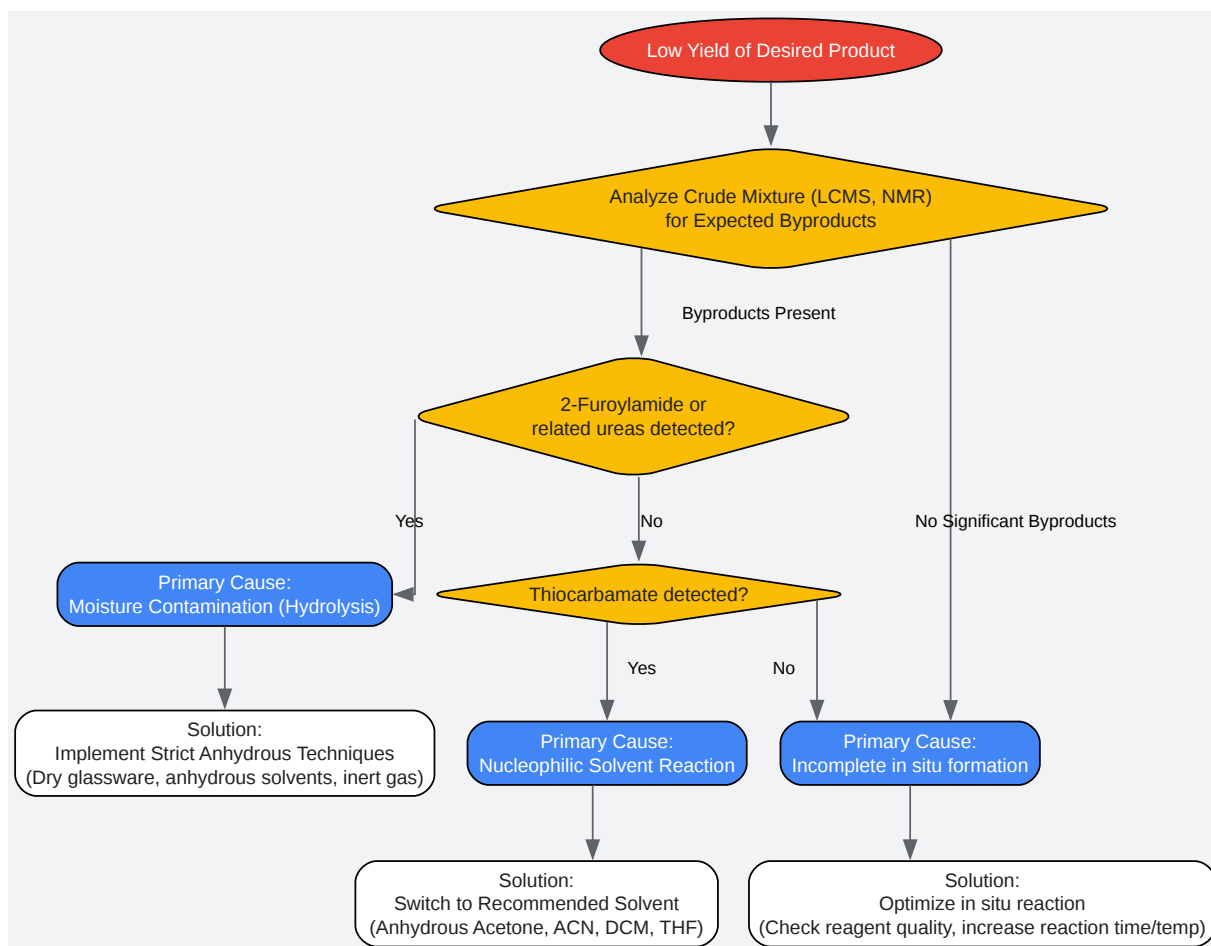 Low Yield of Desired Product
Analyze Crude Mixture (LCMS, NMR)
for Expected Byproducts
Byproducts Present
2-Furoylamide or
related ureas detected?
Yes
No
No Significant Byproducts
Primary Cause:
Moisture Contamination (Hydrolysis)
Thiocarbamate detected?
Yes
No
Solution:
Implement Strict Anhydrous Techniques
(Dry glassware, anhydrous solvents, inert gas)
Primary Cause:
Nucleophilic Solvent Reaction
Primary Cause:
Incomplete in situ formation
Solution:
Switch to Recommended Solvent
(Anhydrous Acetone, ACN, DCM, THF)
Solution:
Optimize in situ reaction
(Check reagent quality, increase reaction time/temp)